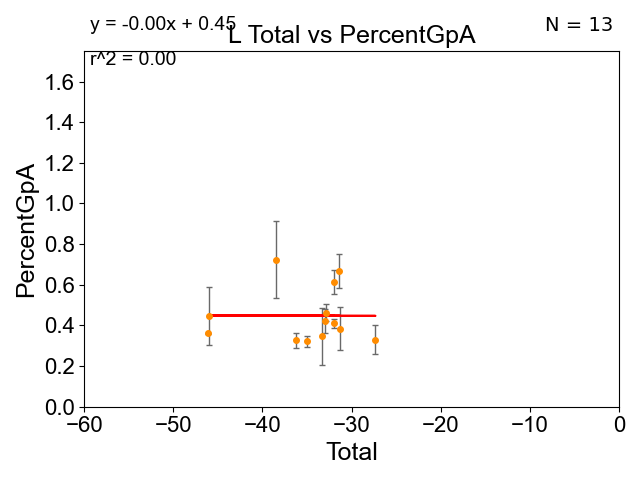 y = -0.00x + 0.45
L Total vs PercentGpA
N = 13
r^2 = 0.00
1.6
1.4
1.2
1.0
0.8
0.6
0.4
0.2
0.0
PercentGpA
−60
−50
−40
−30
−20
−10
0
Total